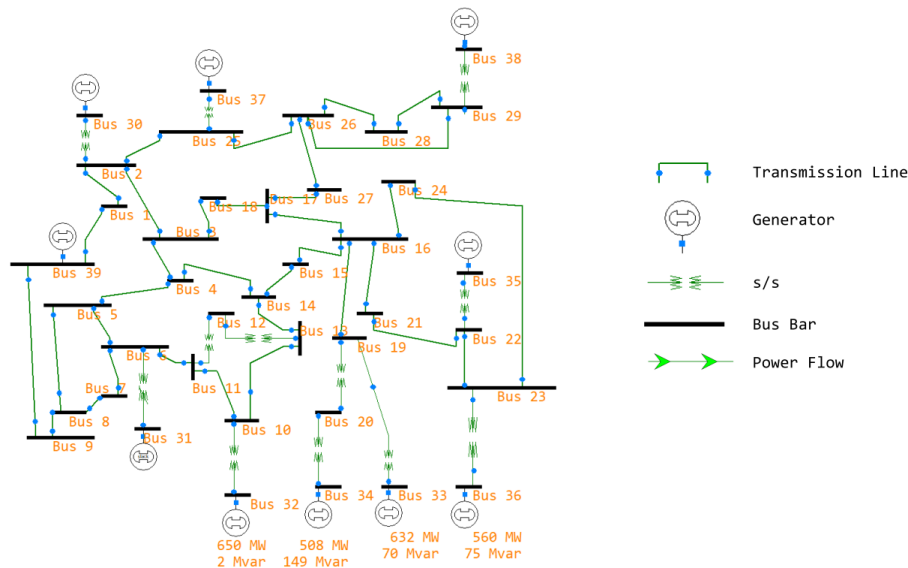 Bus 38
Bus 37
Bus 30
Bus 26
Bus 29
Bus 25
Bus 28
Bus 2
Bus 27
Bus 24
Bus 17
Bus 18
Bus 1
Bus 3
Bus 16
Bus 39
Bus 15
Bus 35
Bus 4
Bus 14
Bus 5
Bus 12
Bus 13
Bus 21
Bus 22
Bus 19
Bus 6
Bus 7
Bus 11
Bus 23
Bus 8
Bus 10
Bus 20
Bus 9
Bus 31
Bus 32
Bus 34
Bus 33
Bus 36
650 MW
2 Mvar
508 MW
149 Mvar
632 MW
70 Mvar
560 MW
75 Mvar
Transmission Line
Generator
s/s
Bus Bar
Power Flow